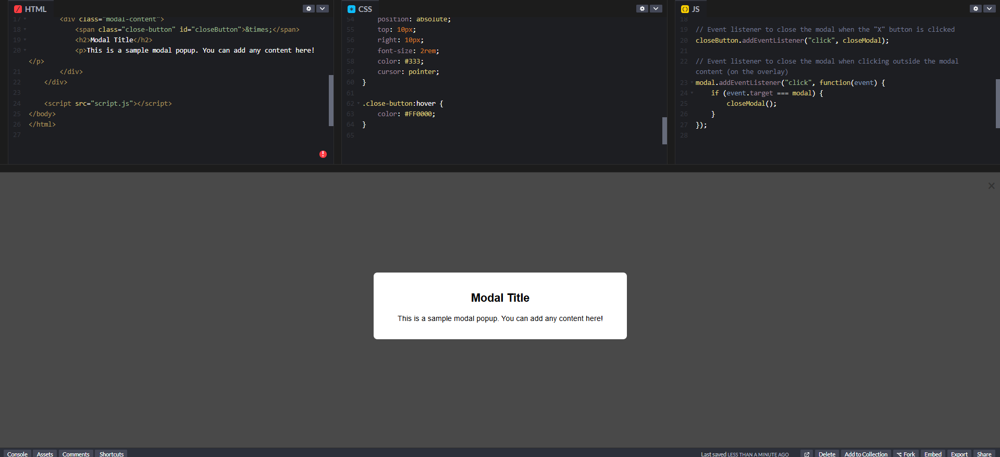 HTML
17 <div class="modal-content">
18 <span class="close-button" id="closeButton">&times;</span>
19 <h2>Modal Title</h2>
20 <p>This is a sample modal popup. You can add any content here!
</p>
21 </div>
22 </div>
23
24 <script src="script.js"></script>
25 </body>
26 </html>
27
CSS
54 position: absolute;
55 top: 10px;
56 right: 10px;
57 font-size: 2rem;
58 color: #333;
59 cursor: pointer;
60 }
61
62 .close-button:hover {
63 color: #FF0000;
64 }
65
JS
18
19 // Event listener to close the modal when the "X" button is clicked
20 closeButton.addEventListener("click", closeModal);
21
22 // Event listener to close the modal when clicking outside the modal
content (on the overlay)
23 modal.addEventListener("click", function(event) {
24 if (event.target === modal) {
25 closeModal();
26 }
27 });
28
×
Modal Title
This is a sample modal popup. You can add any content here!
Console Assets Comments Shortcuts Last saved LESS THAN A MINUTE AGO Delete Add to Collection Fork Embed Export Share